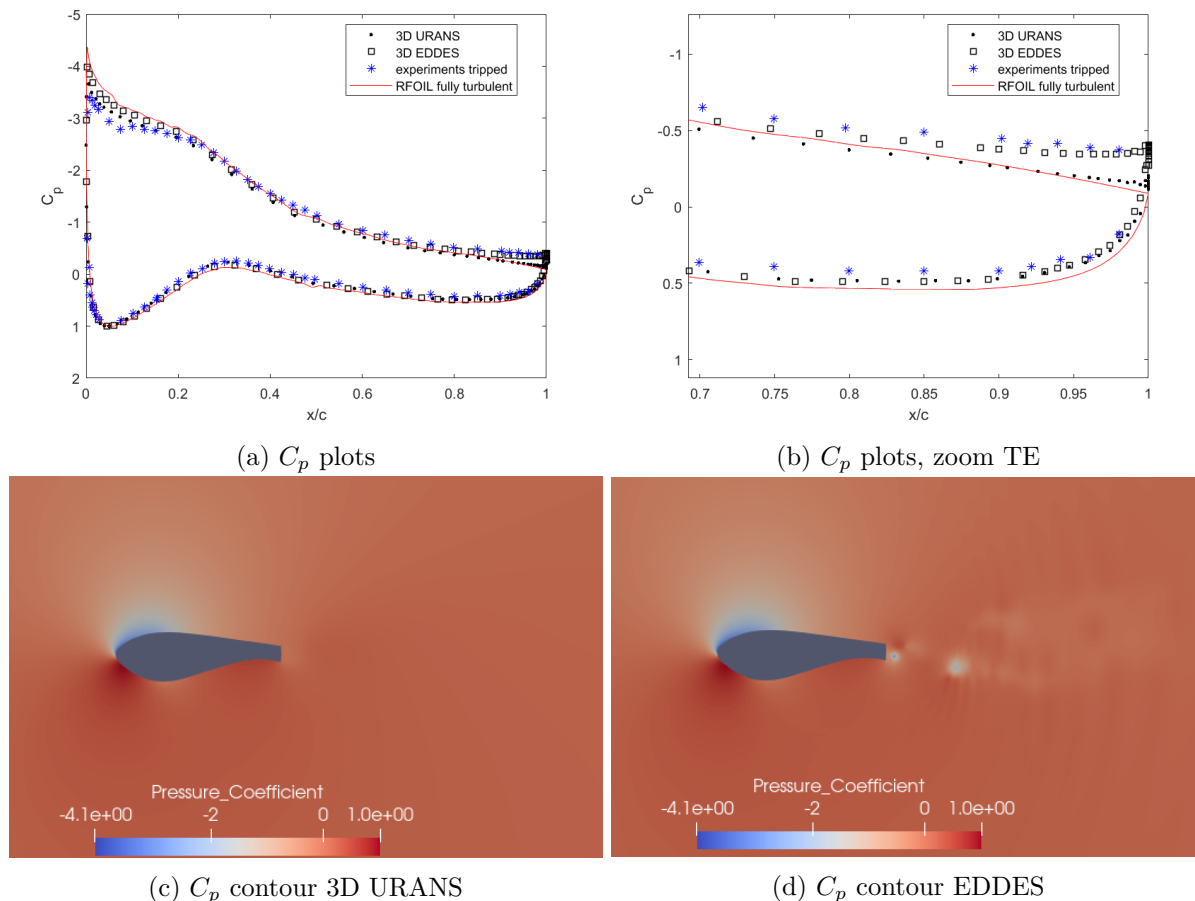 -5
-4
-3
-2
-1
0
1
2
C_p
0
0.2
0.4
0.6
0.8
1
x/c
3D URANS
3D EDDES
experiments tripped
RFOIL fully turbulent
(a) C_p plots
-1
-0.5
0
0.5
1
C_p
0.7
0.75
0.8
0.85
0.9
0.95
1
x/c
3D URANS
3D EDDES
experiments tripped
RFOIL fully turbulent
(b) C_p plots, zoom TE
Pressure_Coefficient
-4.1e+00 -2 0 1.0e+00
(c) C_p contour 3D URANS
Pressure_Coefficient
-4.1e+00 -2 0 1.0e+00
(d) C_p contour EDDES